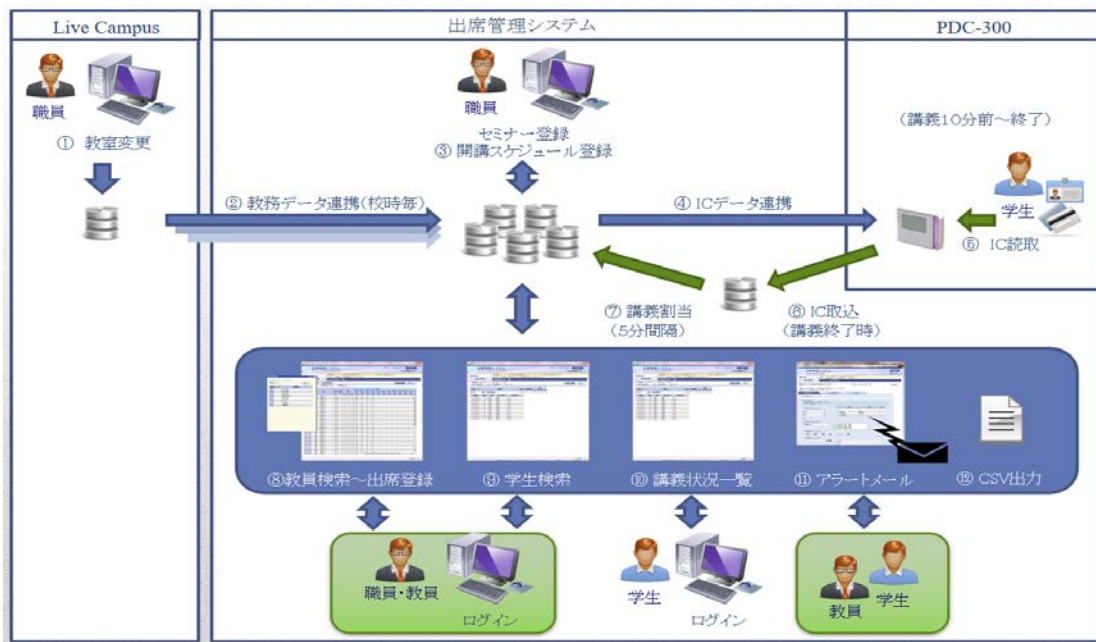 Live Campus
出席管理システム
PDC-300
職員
① 教室変更
職員
セミナー登録
③ 開講スケジュール登録
（講義10分前～終了）
学生
⑤ IC読取
② 教務データ連携(校時毎)
④ ICデータ連携
⑦ 講義割当
（5分間隔）
⑥ IC取込
（講義終了時）
⑧教員検索～出席登録
⑨ 学生検索
⑩ 講義状況一覧
⑪ アラートメール
⑫ CSV出力
職員・教員
ログイン
学生
ログイン
教員
学生